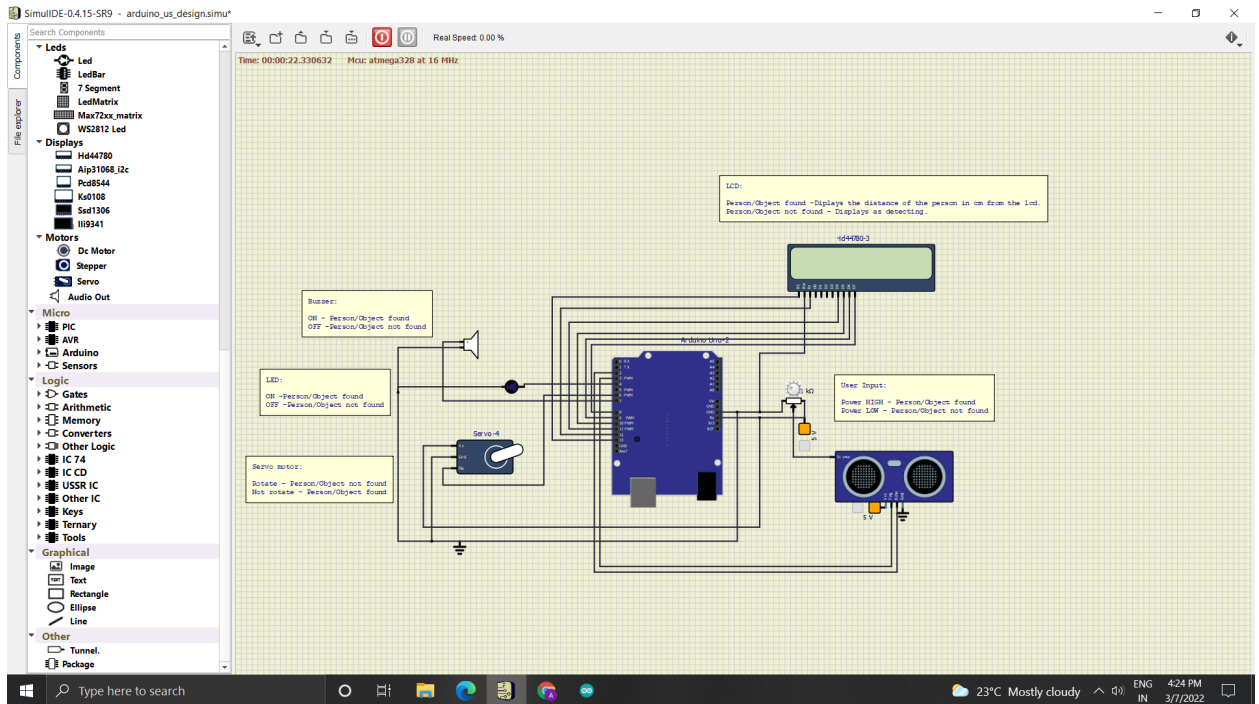 SimulIDE-0.4.15-SR9 - arduino_us_design.simu*
Components
File explorer
Search Components
Leds
Led
LedBar
7 Segment
LedMatrix
Max72xx_matrix
WS2812 Led
Displays
Hd44780
Aip31068_i2c
Pcd8544
Ks0108
Ssd1306
Ili9341
Motors
Dc Motor
Stepper
Servo
Audio Out
Micro
PIC
AVR
Arduino
Sensors
Logic
Gates
Arithmetic
Memory
Converters
Other Logic
IC 74
IC CD
USSR IC
Other IC
Keys
Ternary
Tools
Graphical
Image
Text
Rectangle
Ellipse
Line
Other
Tunnel.
Package
Real Speed: 0.00 %
Time: 00:00:22.330632 Mcu: atmega328 at 16 MHz
LCD:
Person/Object found -Diplays the distance of the person in cm from the lcd.
Person/Object not found - Displays as detecting.
Hd44780-3
Buzzer:
ON - Person/Object found
OFF -Person/Object not found
Arduino Uno-2
LED:
ON -Person/Object found
OFF -Person/Object not found
kΩ
5 V
User Input:
Power HIGH - Person/Object found
Power LOW - Person/Object not found
Servo-4
Servo motor:
Rotate - Person/Object not found
Not rotate - Person/Object found
5 V
Type here to search
23°C Mostly cloudy
ENG
IN
4:24 PM
3/7/2022